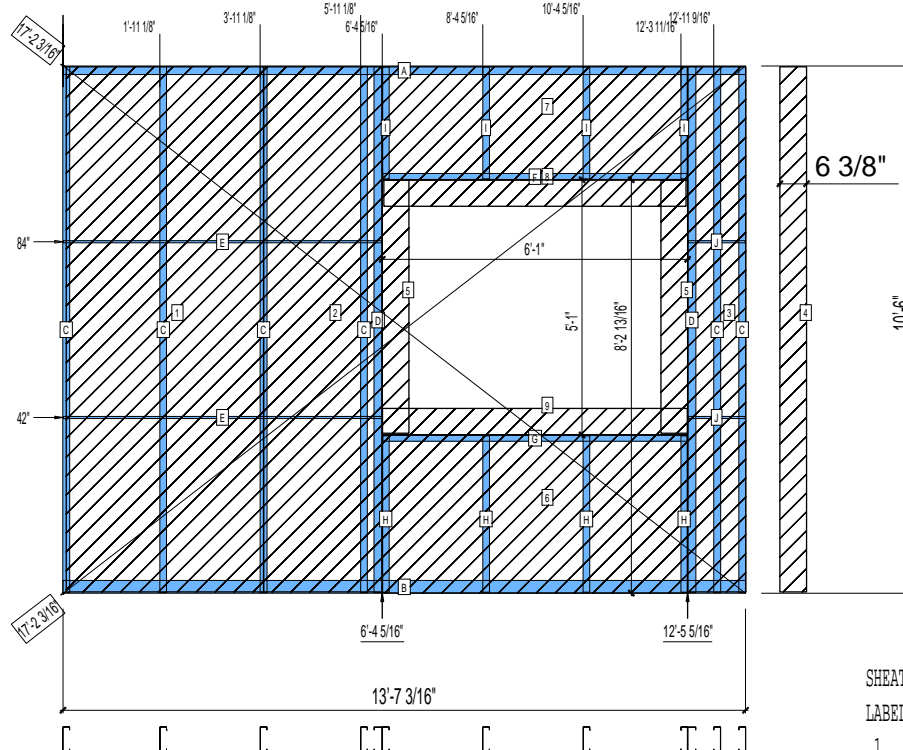 5'-11 1/8" 10'-4 5/16" 12'-11 9/16"
1'-11 1/8" 3'-11 1/8" 6'-4 5/16" 8'-4 5/16" 12'-3 11/16"
17'-2 3/16"
A
7
I I I I
F 8
6 3/8"
84" E 6'-1" J
5 5
1 2 D 5'-1" 8'-2 13/16" D 3 4 10'-6"
C C C C C C
9
42" E J
G
6
H H H H
B
17'-2 3/16"
6'-4 5/16" 12'-5 5/16"
13'-7 3/16"
SHEAT
LABEL
1